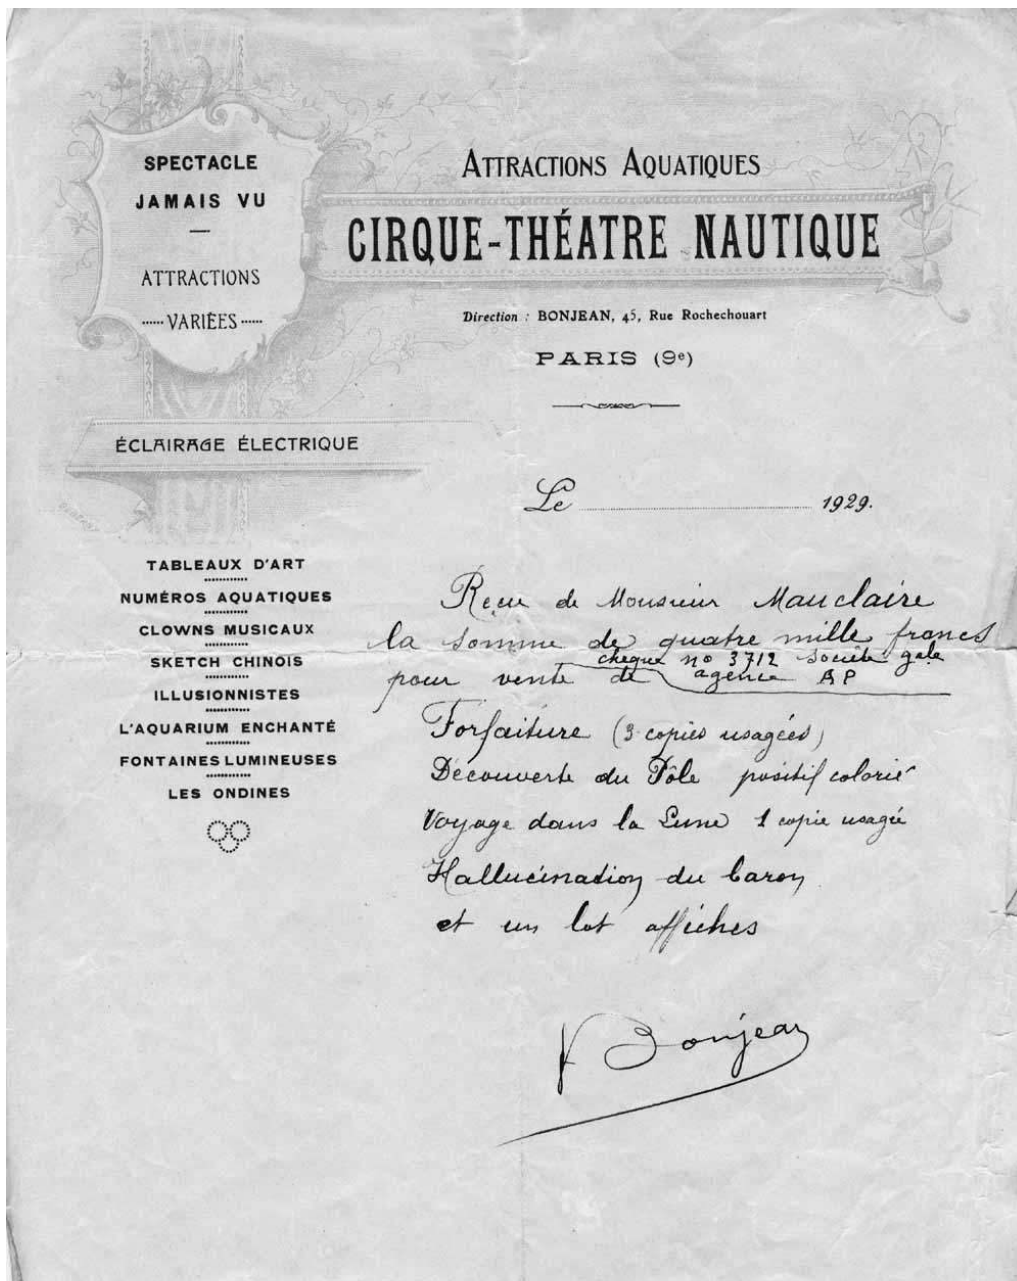 SPECTACLE
JAMAIS VU
ATTRACTIONS
VARIÉES
ÉCLAIRAGE ÉLECTRIQUE
ATTRACTIONS AQUATIQUES
CIRQUE-THÉATRE NAUTIQUE
Direction : BONJEAN, 45, Rue Rochechouart
PARIS (9e)
Le 1929.
TABLEAUX D'ART
NUMÉROS AQUATIQUES
CLOWNS MUSICAUX
SKETCH CHINOIS
ILLUSIONNISTES
L'AQUARIUM ENCHANTÉ
FONTAINES LUMINEUSES
LES ONDINES
Reçu de Monsieur Mauclaire
la somme de quatre mille francs
chèque no 3712 société gale
pour vente de agence AP
Forfaiture (3 copies usagées)
Découverte du Pôle positif colorié
Voyage dans la Lune 1 copie usagée
Hallucination du baron
et un lot affiches
V Bonjean